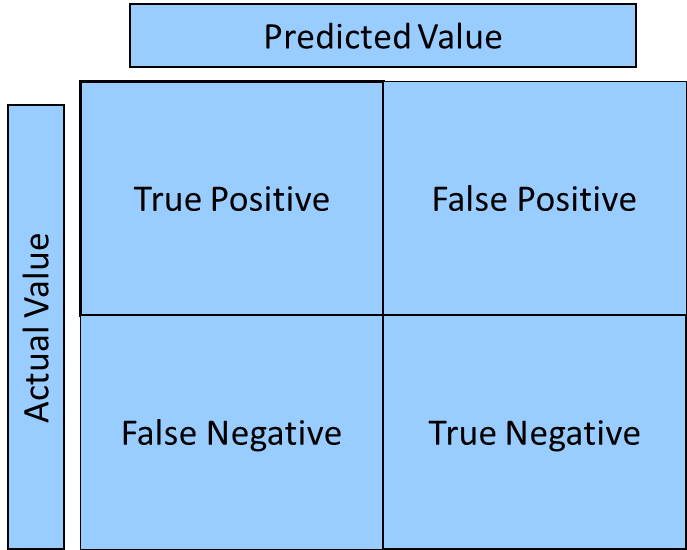 Predicted Value
Actual Value
True Positive
False Positive
False Negative
True Negative